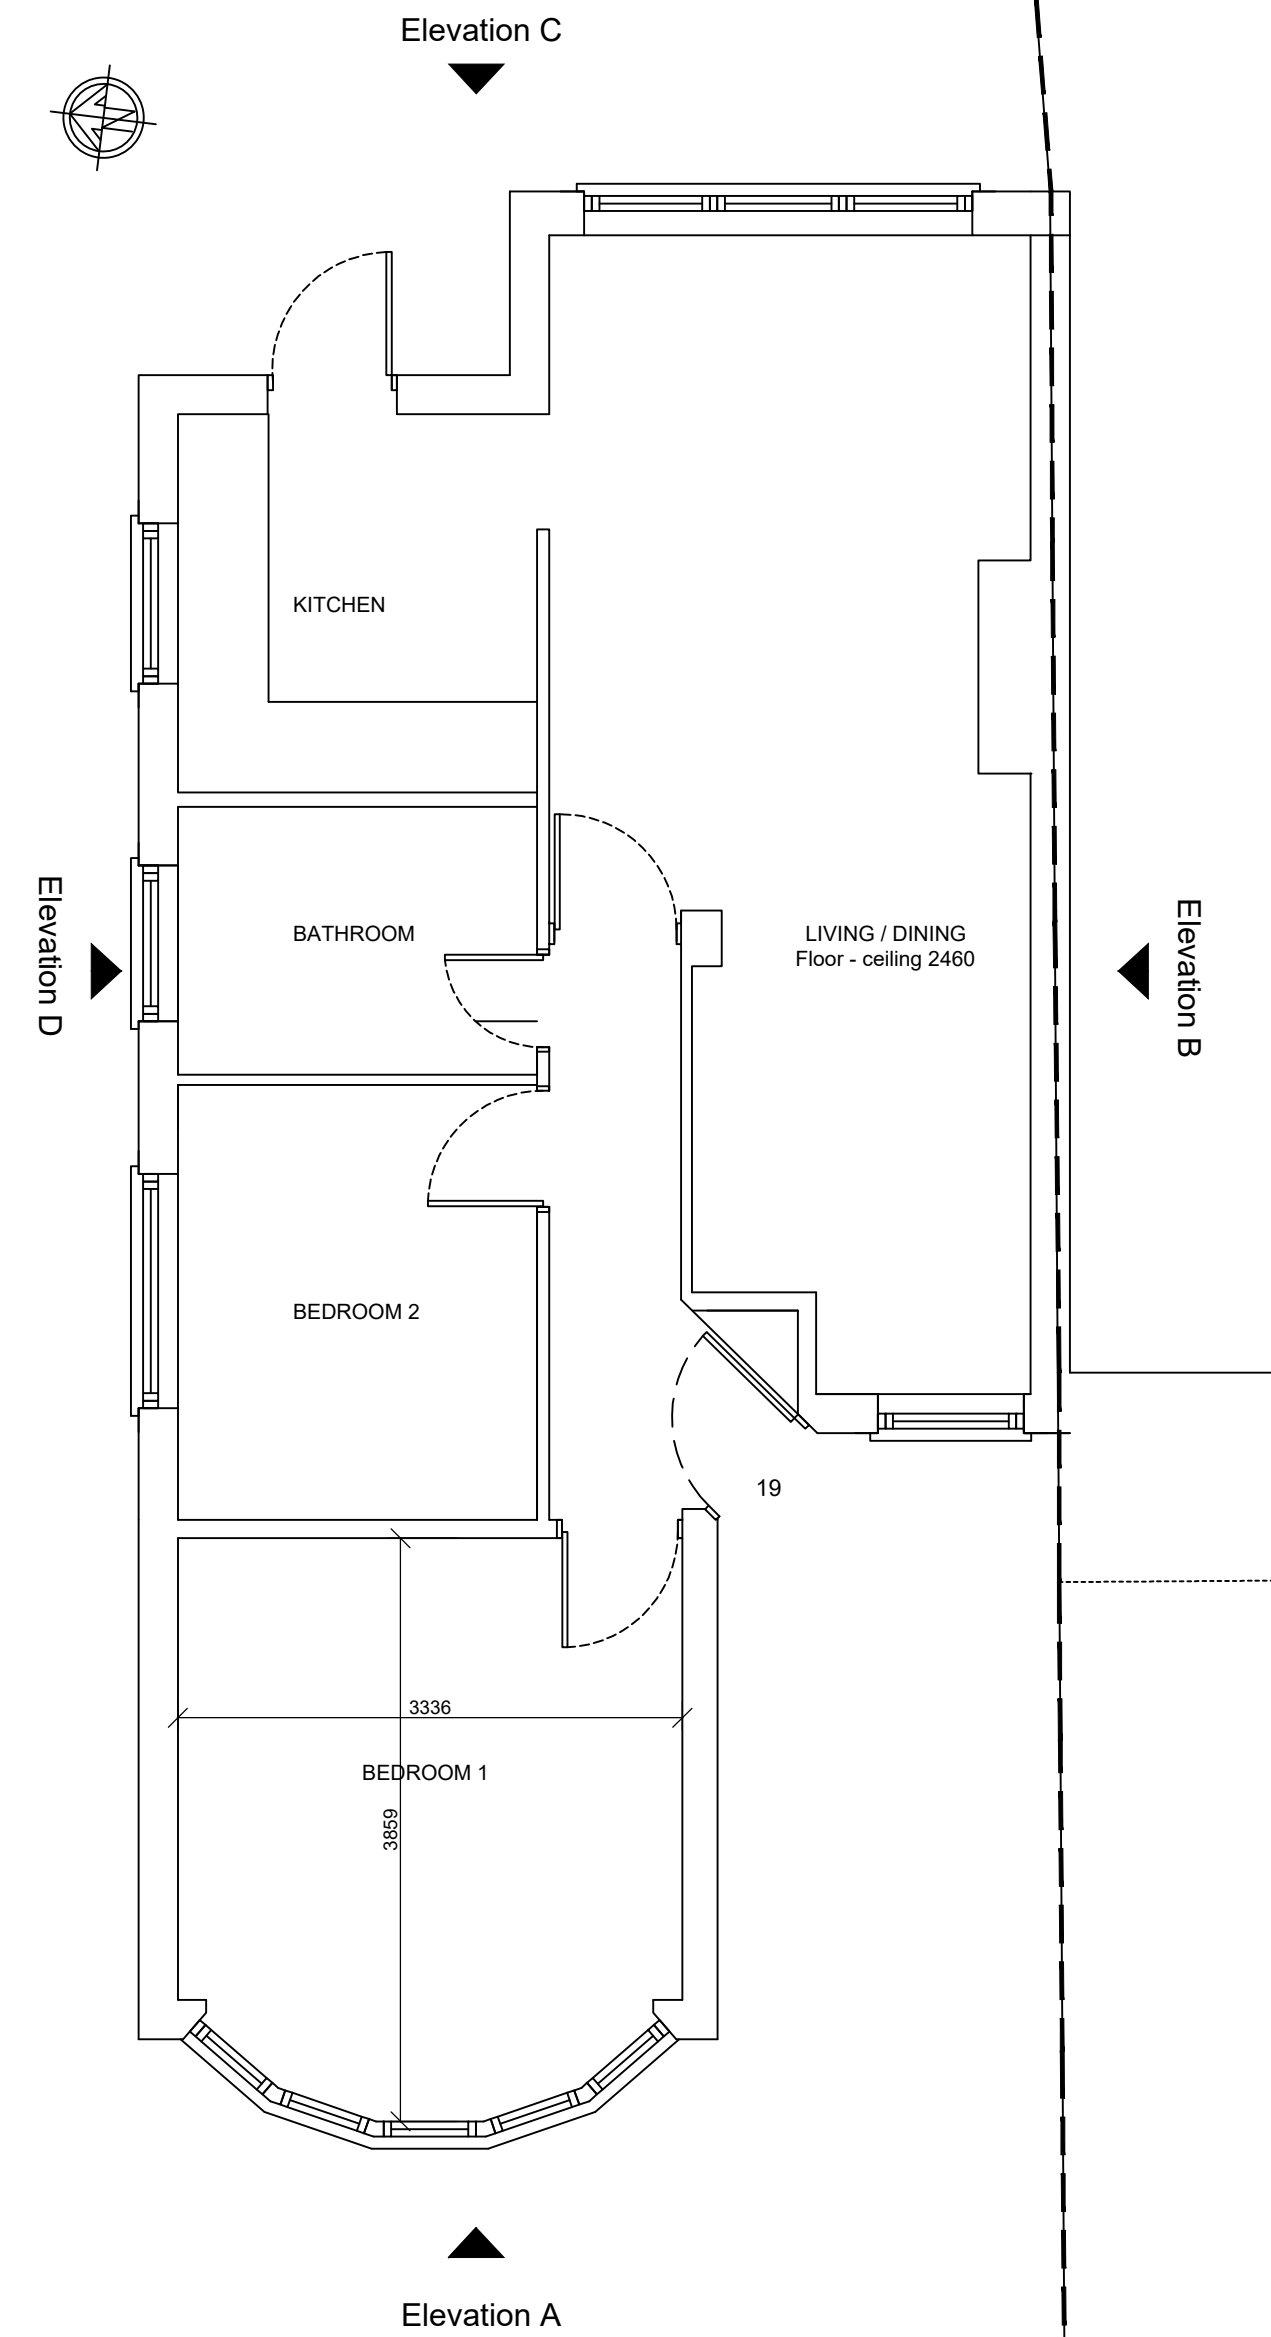 Elevation C
KITCHEN
Elevation D
BATHROOM
LIVING / DINING
Floor - ceiling 2460
Elevation B
BEDROOM 2
19
3336
BEDROOM 1
3859
Elevation A